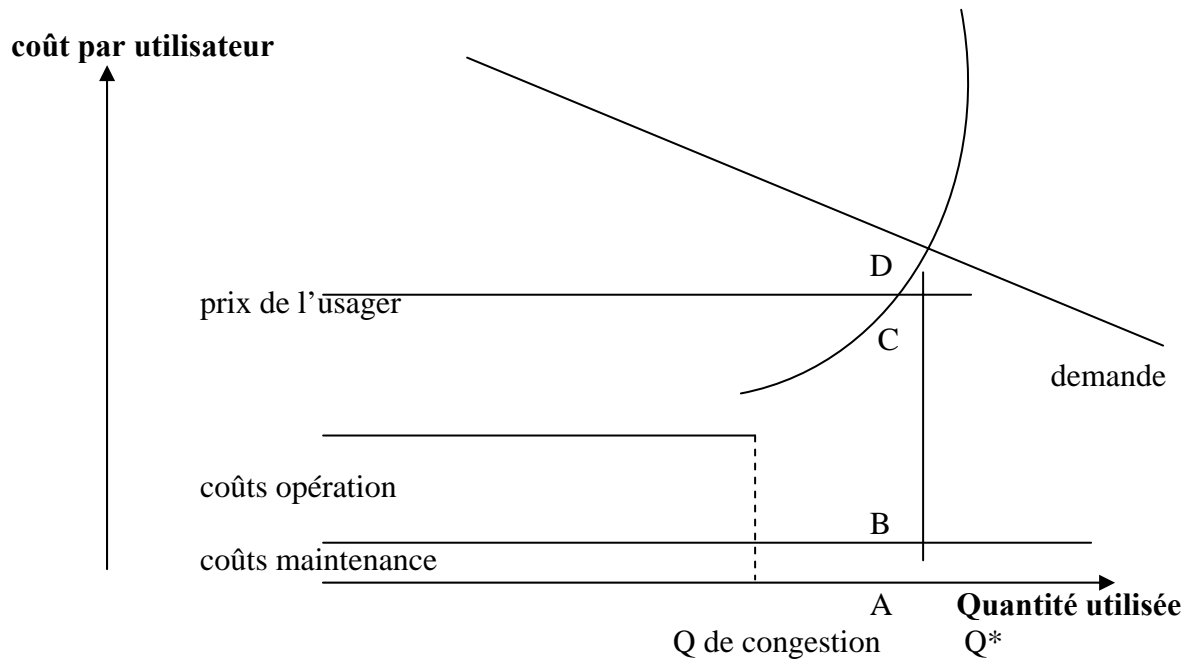 coût par utilisateur
D
prix de l’usager
C
demande
coûts opération
B
coûts maintenance
A Quantité utilisée
Q de congestion Q*